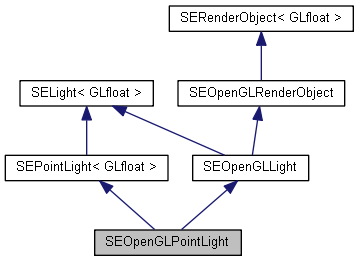 SERenderObject< GLfloat >
SELight< GLfloat >
SEOpenGLRenderObject
SEPointLight< GLfloat >
SEOpenGLLight
SEOpenGLPointLight